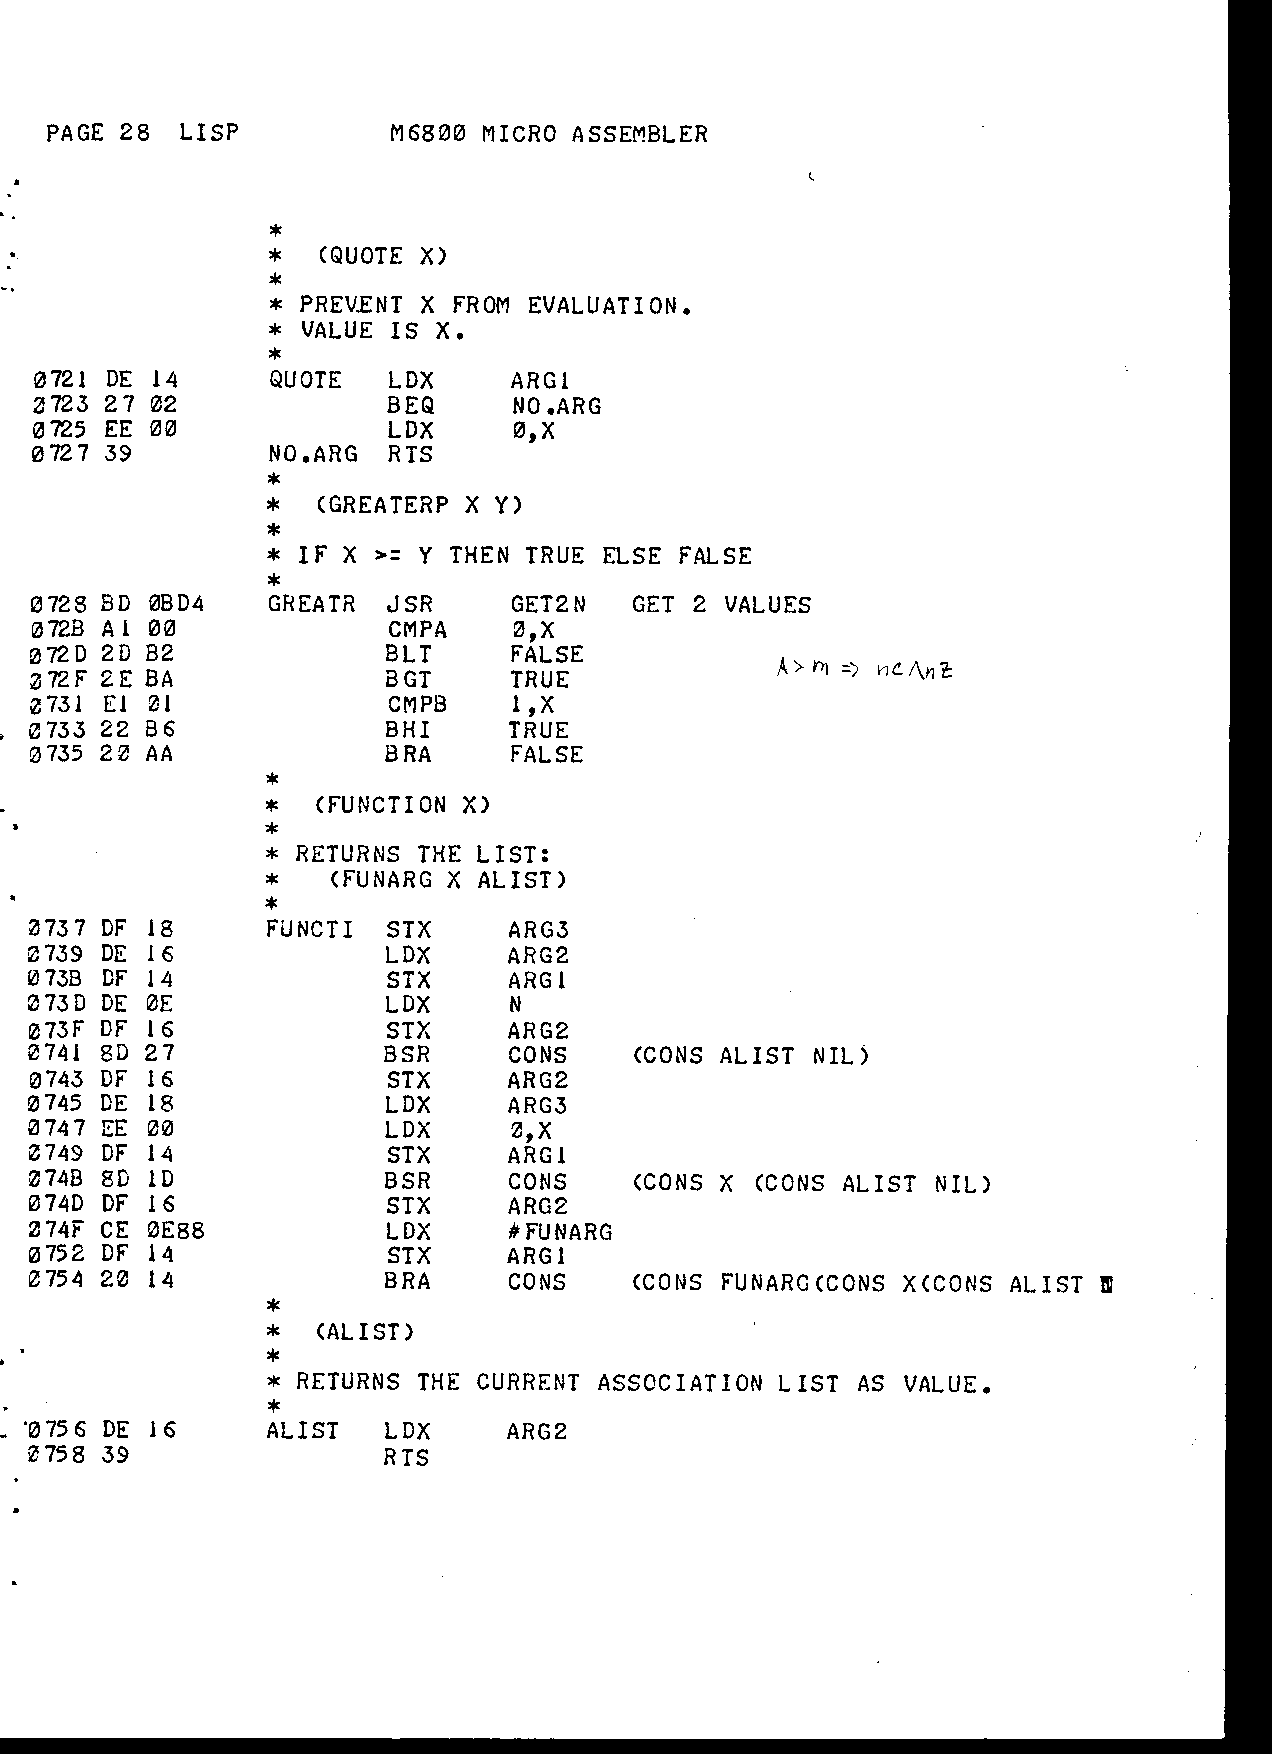 PAGE 28  LISP          M6800 MICRO ASSEMBLER
*
*   (QUOTE X)
*
* PREVENT X FROM EVALUATION.
* VALUE IS X.
*
0721 DE 14      QUOTE   LDX     ARG1
0723 27 02              BEQ     NO.ARG
0725 EE 00              LDX     0,X
0727 39         NO.ARG  RTS
*
*   (GREATERP X Y)
*
* IF X >= Y THEN TRUE ELSE FALSE
*
0728 BD 0BD4    GREATR  JSR     GET2N   GET 2 VALUES
072B A1 00              CMPA    0,X
072D 2D B2              BLT     FALSE
A>m => nC∧nZ
072F 2E BA              BGT     TRUE
0731 E1 01              CMPB    1,X
0733 22 B6              BHI     TRUE
0735 20 AA              BRA     FALSE
*
*   (FUNCTION X)
*
* RETURNS THE LIST:
*    (FUNARG X ALIST)
*
0737 DF 18      FUNCTI  STX     ARG3
0739 DE 16              LDX     ARG2
073B DF 14              STX     ARG1
073D DE 0E              LDX     N
073F DF 16              STX     ARG2
0741 8D 27              BSR     CONS    (CONS ALIST NIL)
0743 DF 16              STX     ARG2
0745 DE 18              LDX     ARG3
0747 EE 00              LDX     0,X
0749 DF 14              STX     ARG1
074B 8D 1D              BSR     CONS    (CONS X (CONS ALIST NIL)
074D DF 16              STX     ARG2
074F CE 0E88            LDX     #FUNARG
0752 DF 14              STX     ARG1
0754 20 14              BRA     CONS    (CONS FUNARG(CONS X(CONS ALIST
*
*   (ALIST)
*
* RETURNS THE CURRENT ASSOCIATION LIST AS VALUE.
*
0756 DE 16      ALIST   LDX     ARG2
0758 39                 RTS